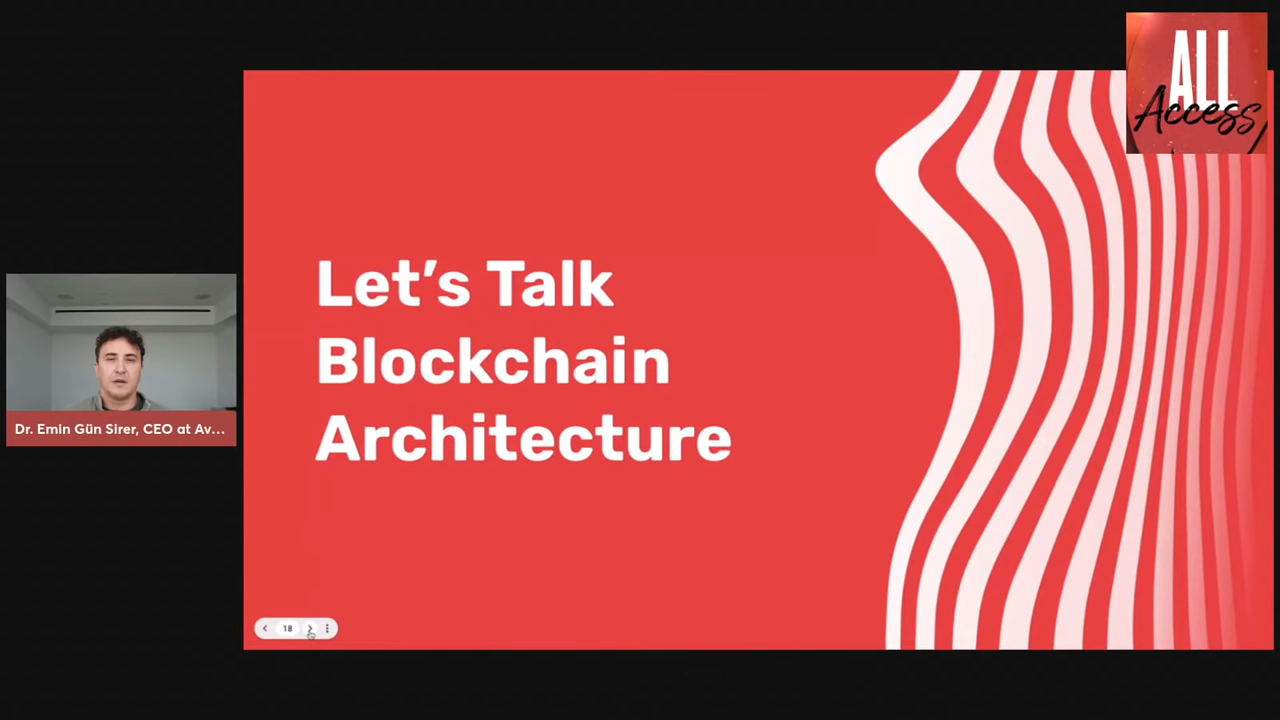 ALL
Access
Let’s Talk
Blockchain
Architecture
Dr. Emin Gün Sirer, CEO at Av...
18